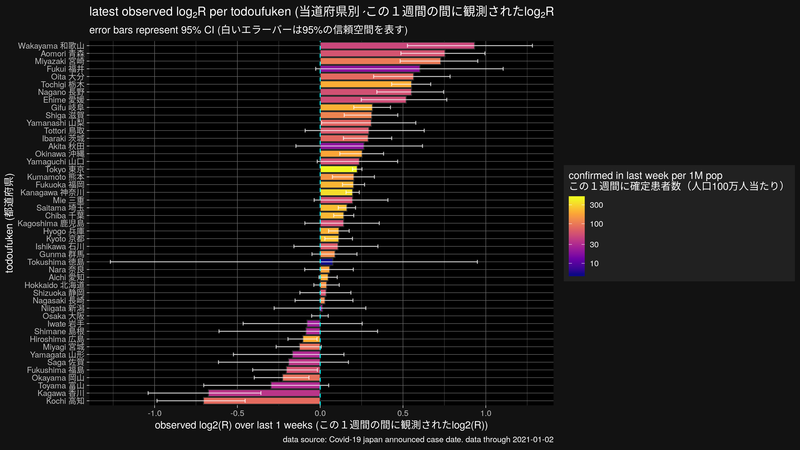 latest observed log₂R per todoufuken (当道府県別 この１週間の間に観測されたlog₂R
error bars represent 95% CI (白いエラーバーは95%の信頼空間を表す)
todoufuken (都道府県)
Wakayama 和歌山
Aomori 青森
Miyazaki 宮崎
Fukui 福井
Oita 大分
Tochigi 栃木
Nagano 長野
Ehime 愛媛
Gifu 岐阜
Shiga 滋賀
Yamanashi 山梨
Tottori 鳥取
Ibaraki 茨城
Akita 秋田
Okinawa 沖縄
Yamaguchi 山口
Tokyo 東京
Kumamoto 熊本
Fukuoka 福岡
Kanagawa 神奈川
Mie 三重
Saitama 埼玉
Chiba 千葉
Kagoshima 鹿児島
Hyogo 兵庫
Kyoto 京都
Ishikawa 石川
Gunma 群馬
Tokushima 徳島
Nara 奈良
Aichi 愛知
Hokkaido 北海道
Shizuoka 静岡
Nagasaki 長崎
Niigata 新潟
Osaka 大阪
Iwate 岩手
Shimane 島根
Hiroshima 広島
Miyagi 宮城
Yamagata 山形
Saga 佐賀
Fukushima 福島
Okayama 岡山
Toyama 富山
Kagawa 香川
Kochi 高知
-1.0 -0.5 0.0 0.5 1.0
observed log2(R) over last 1 weeks (この１週間の間に観測されたlog2(R))
data source: Covid-19 japan announced case date. data through 2021-01-02
confirmed in last week per 1M pop
この１週間に確定患者数（人口100万人当たり）
300
100
30
10